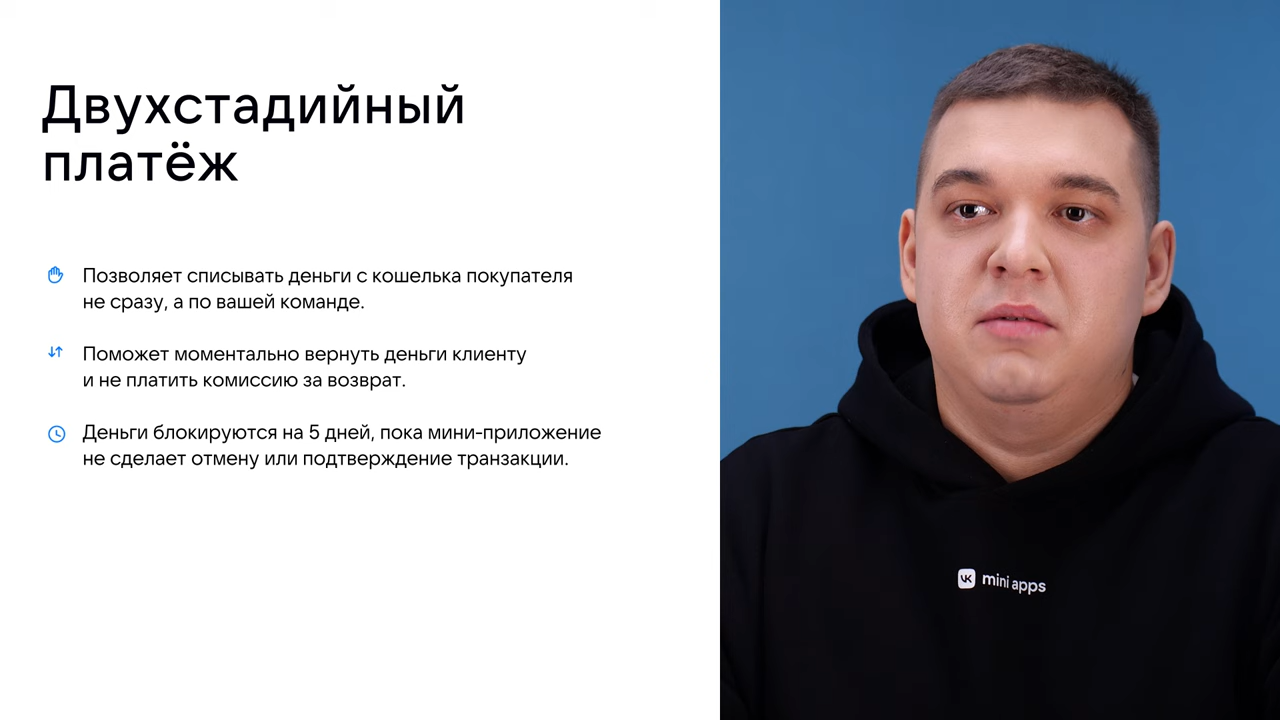 Двухстадийный
платёж
Позволяет списывать деньги с кошелька покупателя
не сразу, а по вашей команде.
Поможет моментально вернуть деньги клиенту
и не платить комиссию за возврат.
Деньги блокируются на 5 дней, пока мини-приложение
не сделает отмену или подтверждение транзакции.
VK mini apps